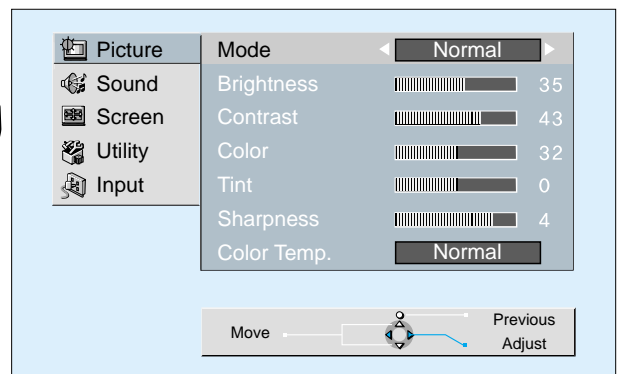 Picture
Sound
Screen
Utility
Input
Mode Normal
Brightness 35
Contrast 43
Color 32
Tint 0
Sharpness 4
Color Temp. Normal
Move
Previous
Adjust